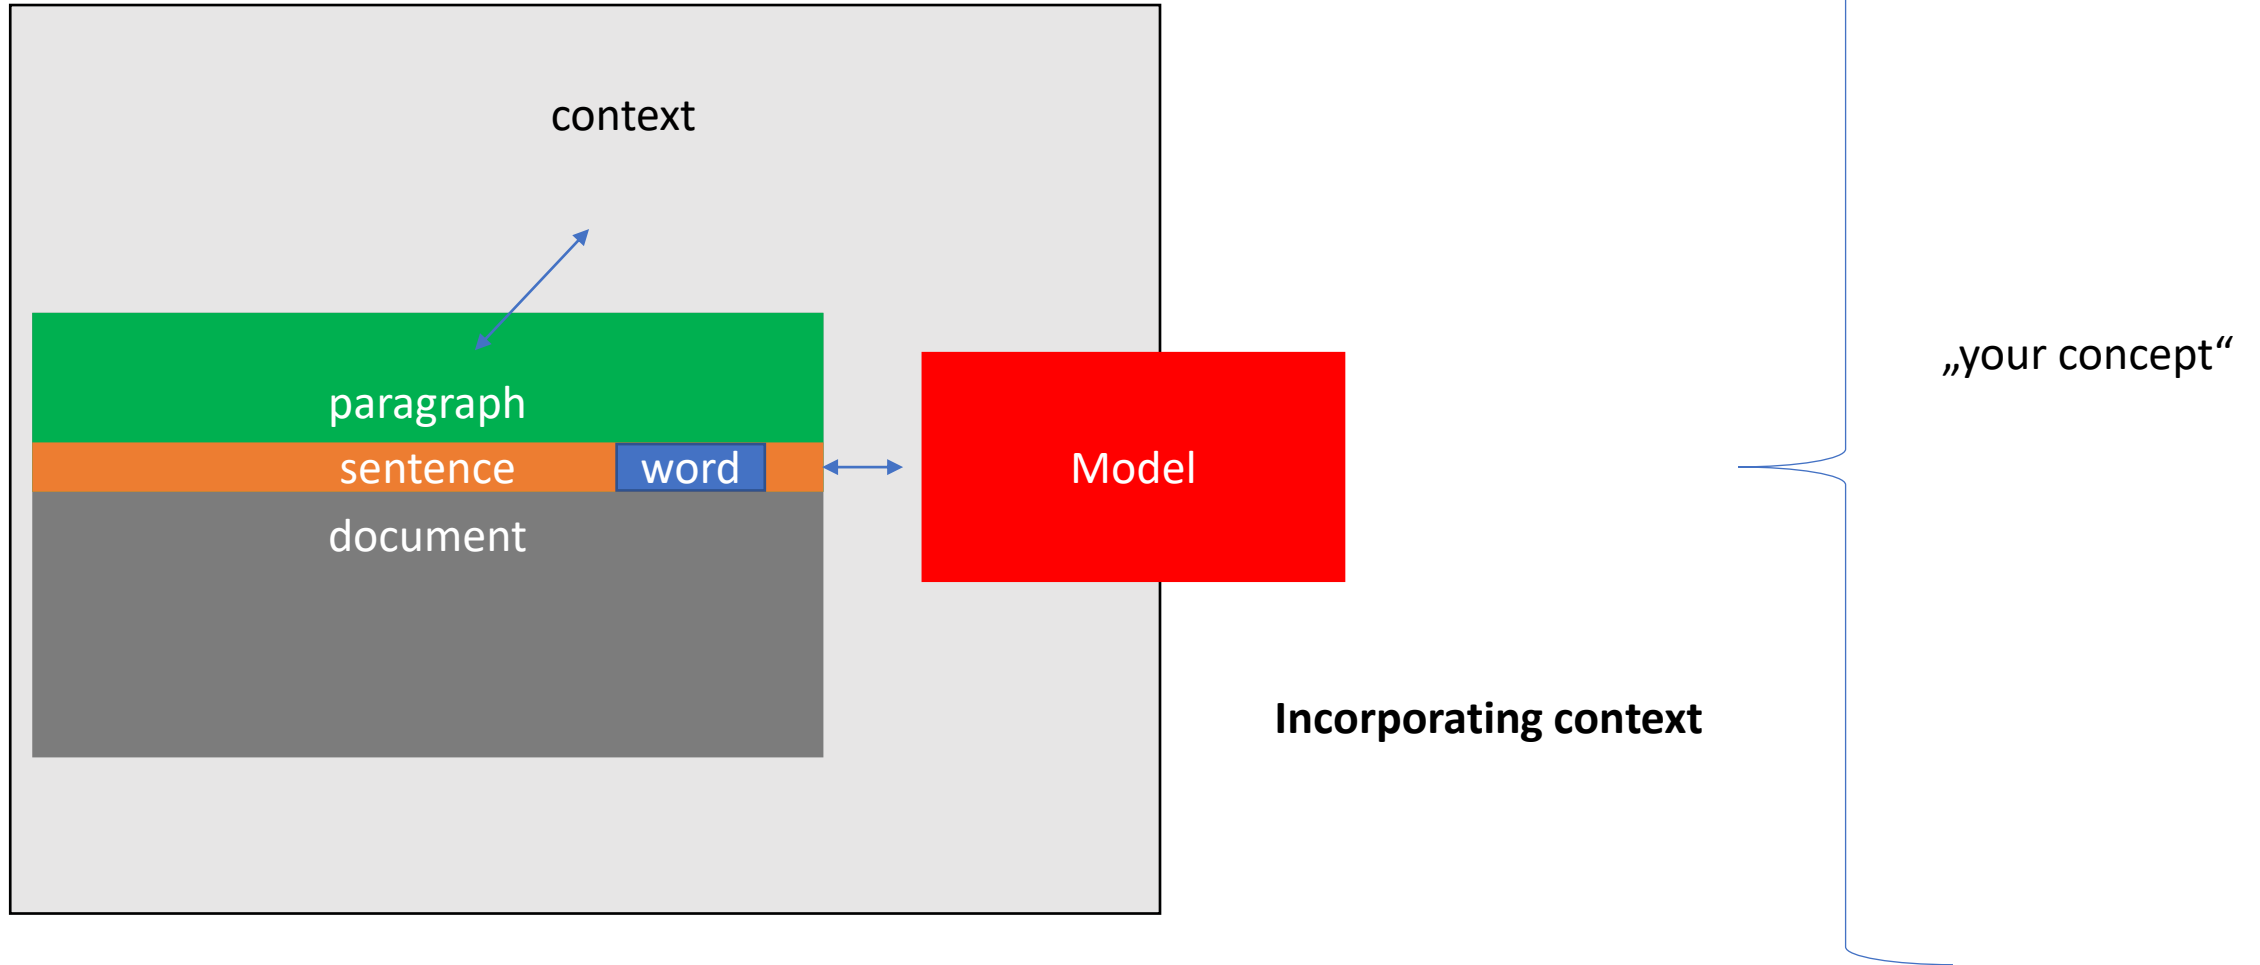 context
„your concept“
paragraph
sentence
word
Model
document
Incorporating context